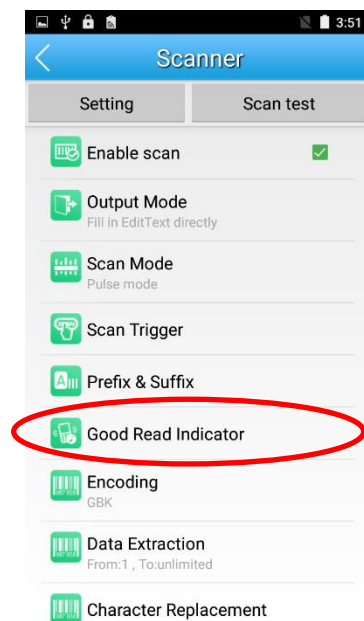 3:51
Scanner
Setting
Scan test
Enable scan
Output Mode
Fill in EditText directly
Scan Mode
Pulse mode
Scan Trigger
Prefix & Suffix
Good Read Indicator
Encoding
GBK
Data Extraction
From:1 , To:unlimited
Character Replacement